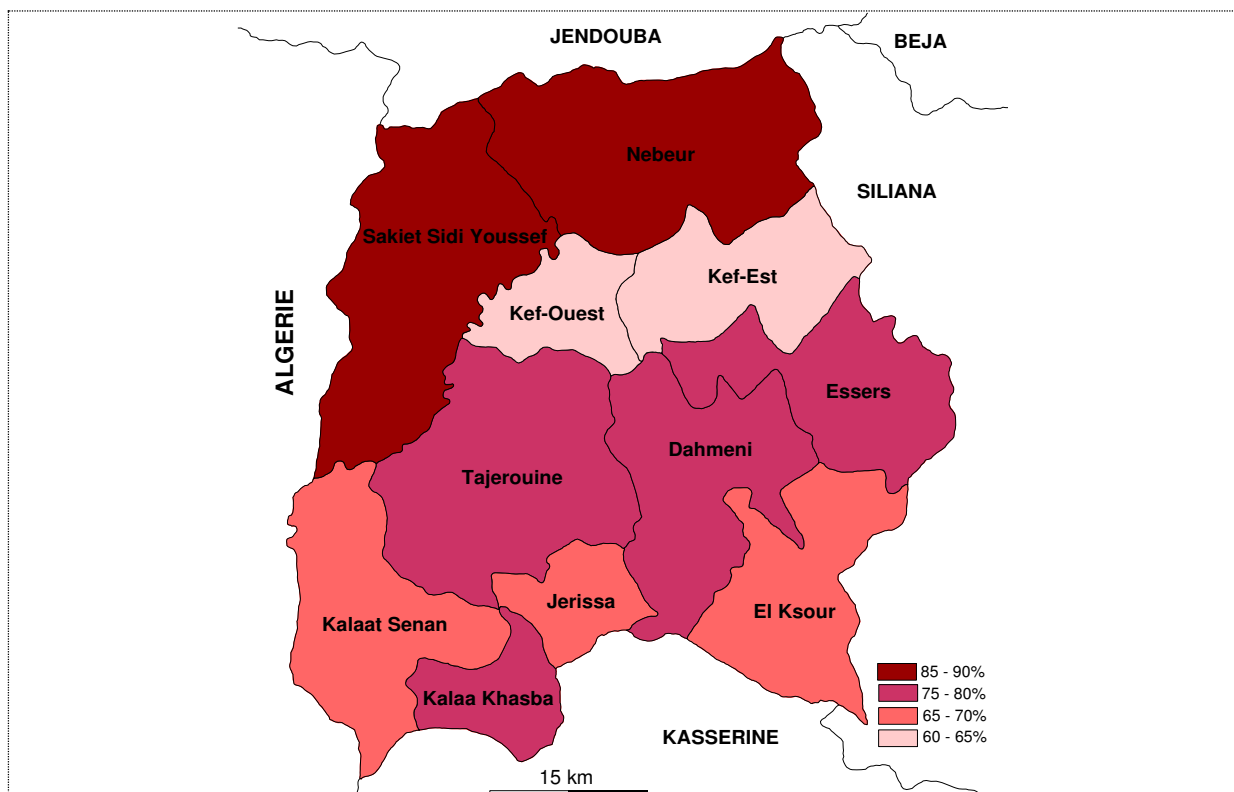 JENDOUBA
BEJA
Nebeur
SILIANA
Sakiet Sidi Youssef
Kef-Est
Kef-Ouest
ALGERIE
Essers
Dahmeni
Tajerouine
Jerissa
El Ksour
Kalaat Senan
Kalaa Khasba
85 - 90%
75 - 80%
65 - 70%
60 - 65%
KASSERINE
15 km